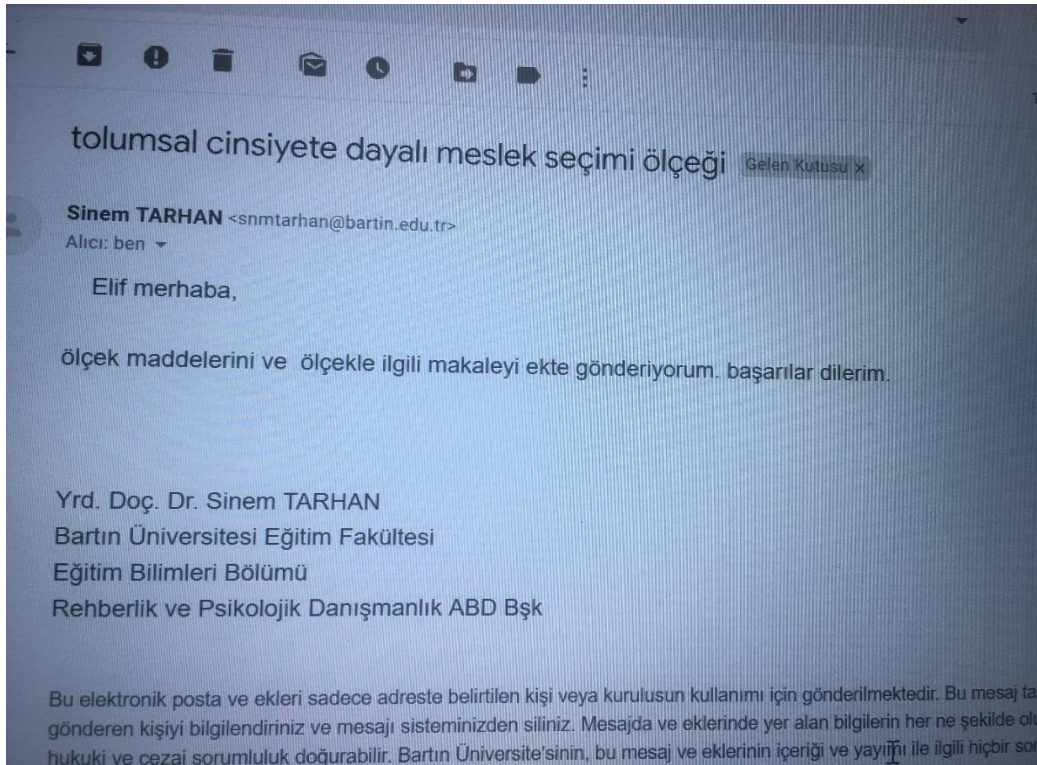 tolumsal cinsiyete dayalı meslek seçimi ölçeği Gelen Kutusu x
Sinem TARHAN <snmtarhan@bartin.edu.tr>
Alıcı: ben
Elif merhaba,
ölçek maddelerini ve ölçekle ilgili makaleyi ekte gönderiyorum. başarılar dilerim.
Yrd. Doç. Dr. Sinem TARHAN
Bartın Üniversitesi Eğitim Fakültesi
Eğitim Bilimleri Bölümü
Rehberlik ve Psikolojik Danışmanlık ABD Bşk
Bu elektronik posta ve ekleri sadece adreste belirtilen kişi veya kurulusun kullanımı için gönderilmektedir. Bu mesaj
gönderen kişiyi bilgilendiriniz ve mesajı sisteminizden siliniz. Mesajda ve eklerinde yer alan bilgilerin her ne şekilde
hukuki ve cezai sorumluluk doğurabilir. Bartın Üniversite'sinin, bu mesaj ve eklerinin içeriği ve yayımı ile ilgili hiçbir